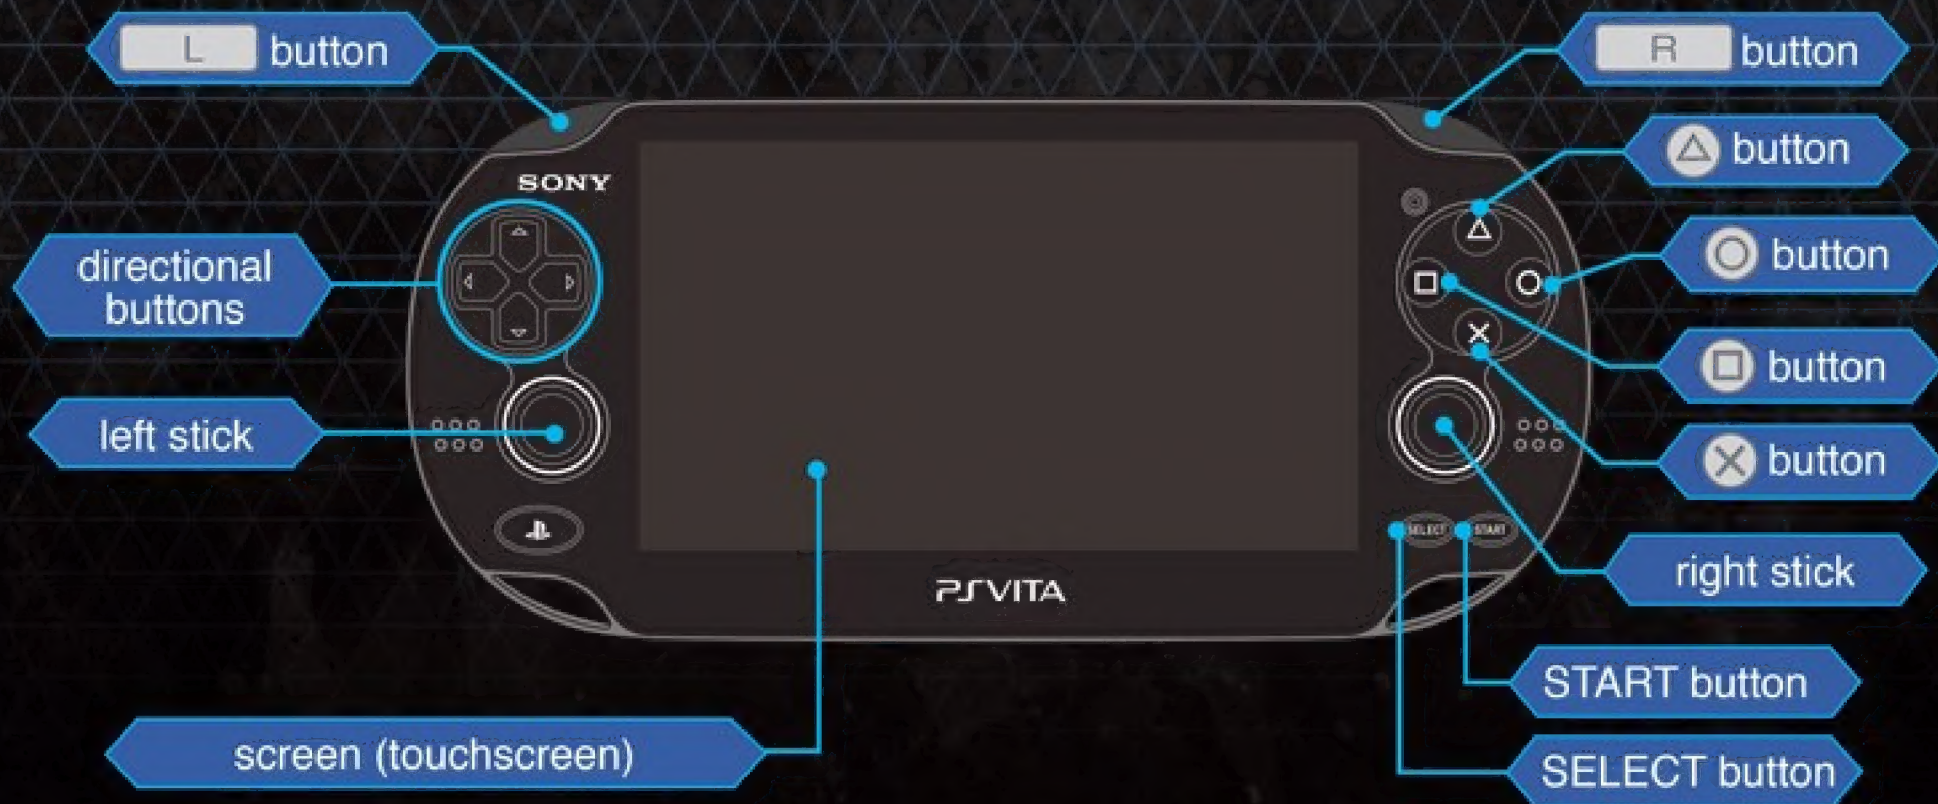 L button
R button
△ button
SONY
directional
buttons
○ button
□ button
left stick
✕ button
SELECT
START
right stick
PSVITA
START button
screen (touchscreen)
SELECT button